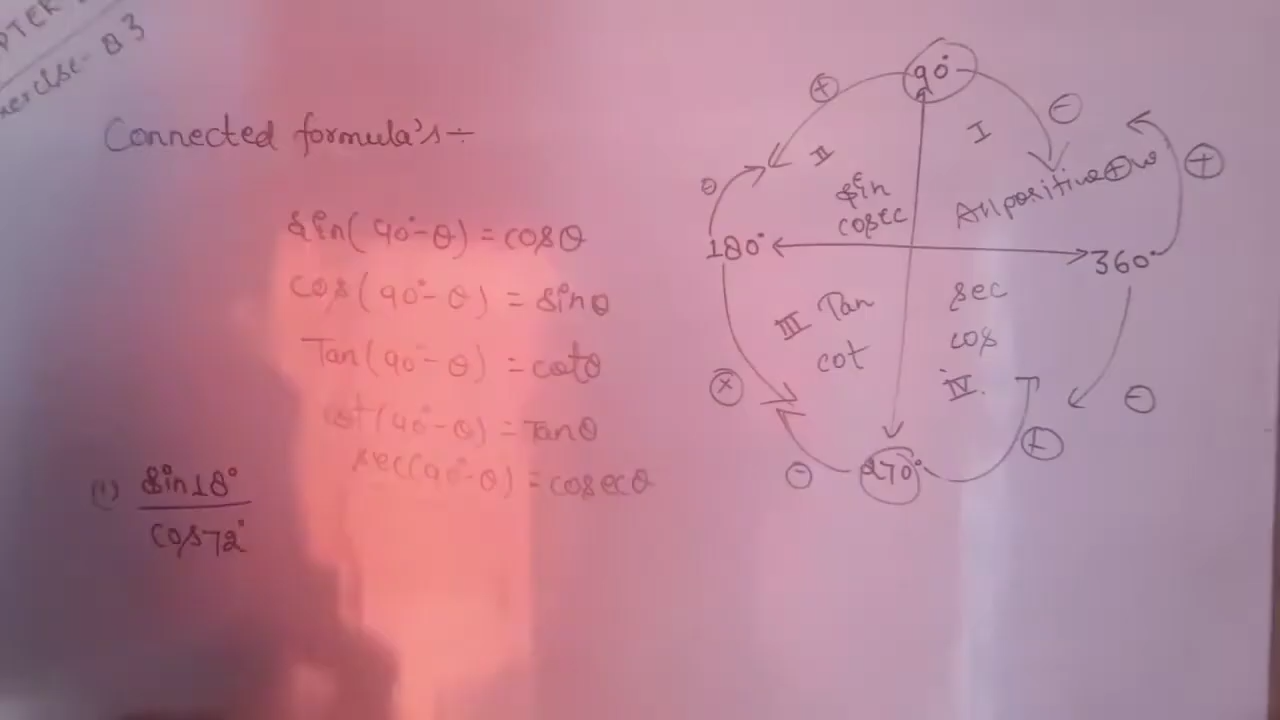 Exercise - 8.3
Connected formula's ÷
sin(90°-θ) = cosθ
cos(90°-θ) = sinθ
Tan(90°-θ) = cotθ
cot(90°-θ) = Tanθ
sec(90°-θ) = cosecθ
(i) sin18°
cos72°
90°
⊕
⊖
II
I
sin
cosec
All positive ⊕
⊕
⊖
180°
360°
III Tan
cot
sec
cos
IV.
⊕
⊖
⊖
270°
⊕